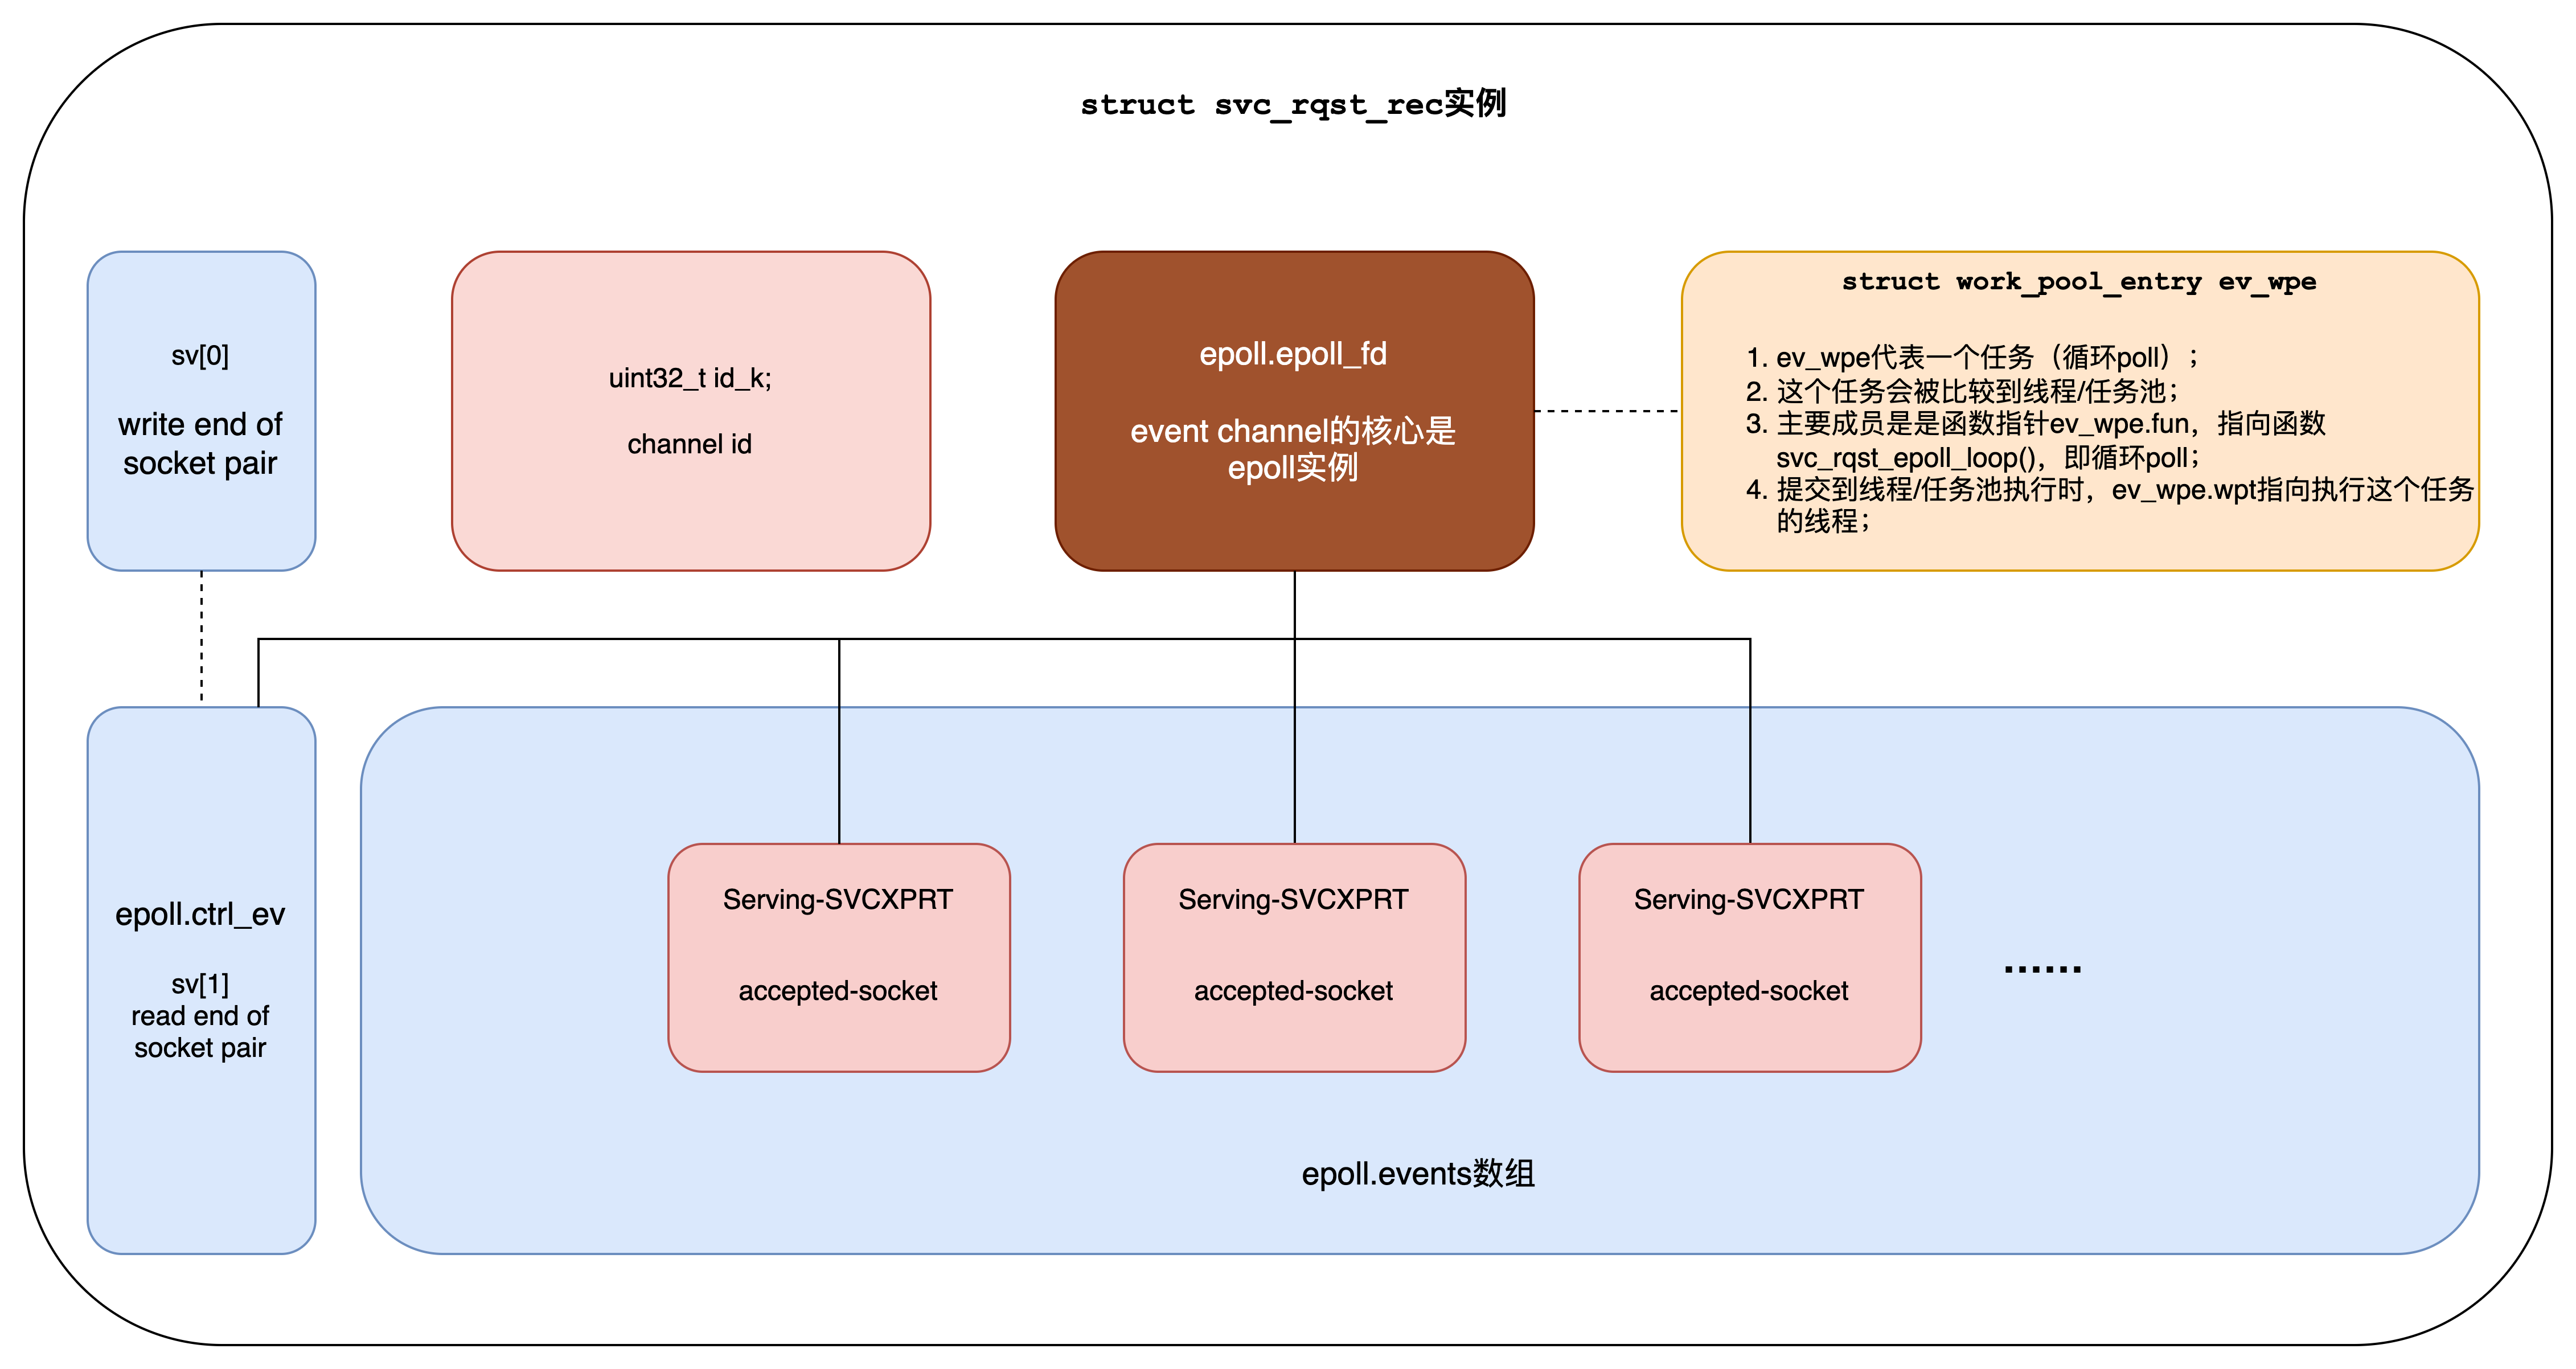 struct svc_rqst_rec实例
sv[0]
write end of
socket pair
uint32_t id_k;
channel id
epoll.epoll_fd
event channel的核心是
epoll实例
struct work_pool_entry ev_wpe
1. ev_wpe代表一个任务（循环poll）；
2. 这个任务会被比较到线程/任务池；
3. 主要成员是是函数指针ev_wpe.fun，指向函数
svc_rqst_epoll_loop()，即循环poll；
4. 提交到线程/任务池执行时，ev_wpe.wpt指向执行这个任务
的线程；
epoll.ctrl_ev
sv[1]
read end of
socket pair
Serving-SVCXPRT
accepted-socket
Serving-SVCXPRT
accepted-socket
Serving-SVCXPRT
accepted-socket
......
epoll.events数组